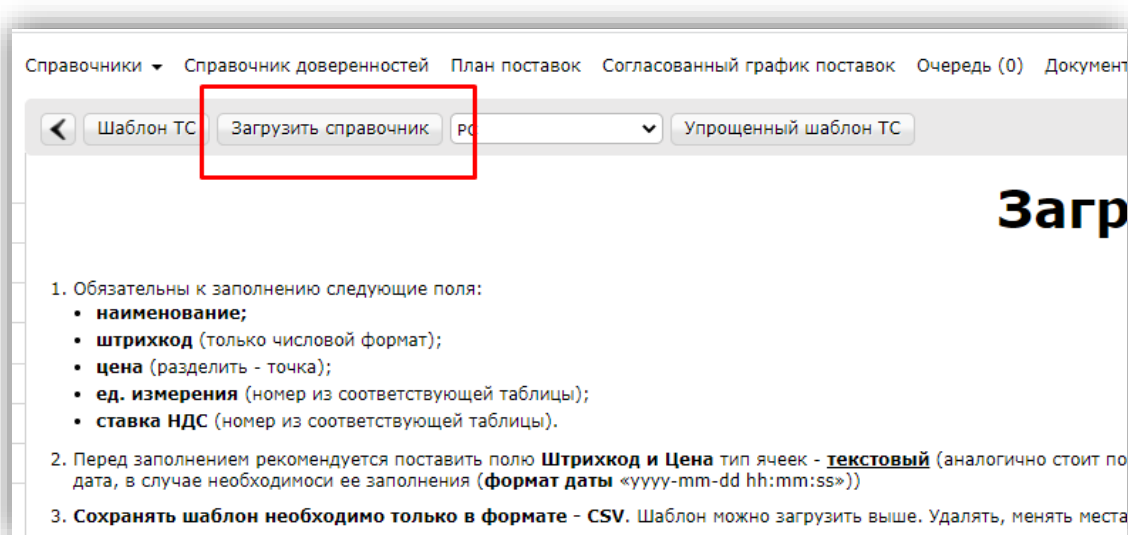 Справочники Справочник доверенностей План поставок Согласованный график поставок Очередь (0) Документ
Шаблон ТС Загрузить справочник PC Упрощенный шаблон ТС
Загр
1. Обязательны к заполнению следующие поля:
• наименование;
• штрихкод (только числовой формат);
• цена (разделить - точка);
• ед. измерения (номер из соответствующей таблицы);
• ставка НДС (номер из соответствующей таблицы).
2. Перед заполнением рекомендуется поставить полю Штрихкод и Цена тип ячеек - текстовый (аналогично стоит по
дата, в случае необходимоси ее заполнения (формат даты «yyyy-mm-dd hh:mm:ss»))
3. Сохранять шаблон необходимо только в формате - CSV. Шаблон можно загрузить выше. Удалять, менять места